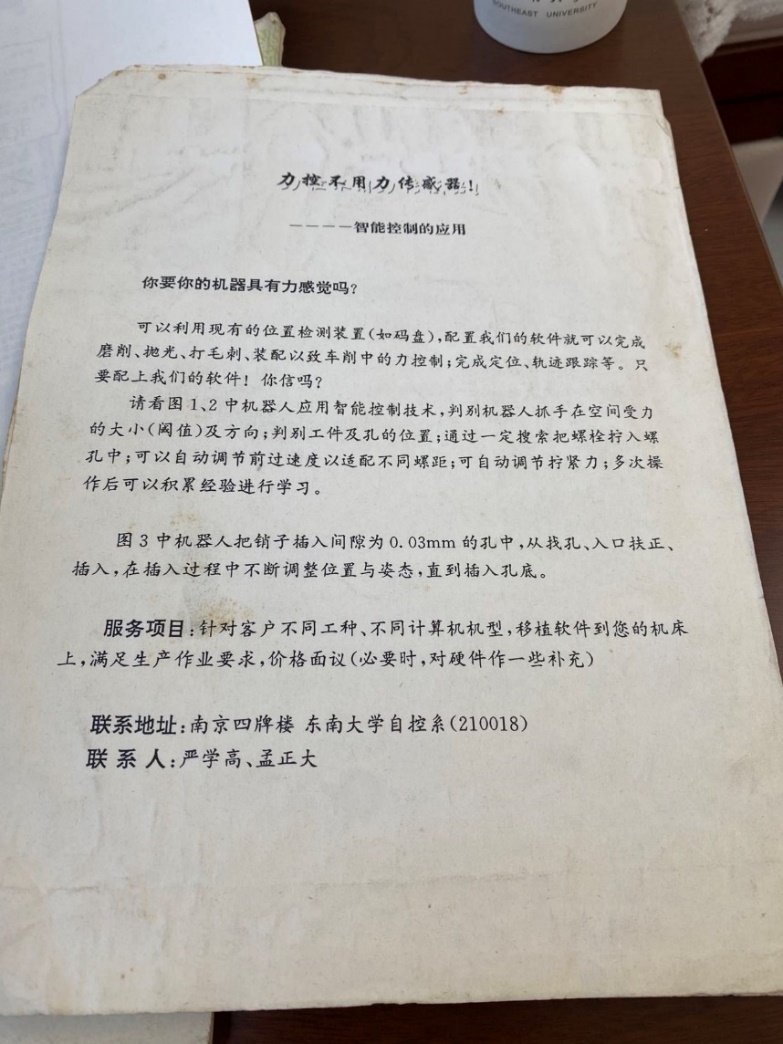 SOUTHEAST UNIVERSITY
力控不用力传感器!
————智能控制的应用
你要你的机器具有力感觉吗?
可以利用现有的位置检测装置(如码盘),配置我们的软件就可以完成
磨削、抛光、打毛刺、装配以致车削中的力控制;完成定位、轨迹跟踪等。只
要配上我们的软件!你信吗?
请看图1、2中机器人应用智能控制技术,判别机器人抓手在空间受力
的大小(阈值)及方向;判别工件及孔的位置;通过一定搜索把螺栓拧入螺
孔中;可以自动调节前过速度以适配不同螺距;可自动调节拧紧力;多次操
作后可以积累经验进行学习。
图3中机器人把销子插入间隙为0.03mm的孔中,从找孔、入口扶正、
插入,在插入过程中不断调整位置与姿态,直到插入孔底。
服务项目:针对客户不同工种、不同计算机机型,移植软件到您的机床
上,满足生产作业要求,价格面议(必要时,对硬件作一些补充)
联系地址:南京四牌楼 东南大学自控系(210018)
联系人:严学高、孟正大